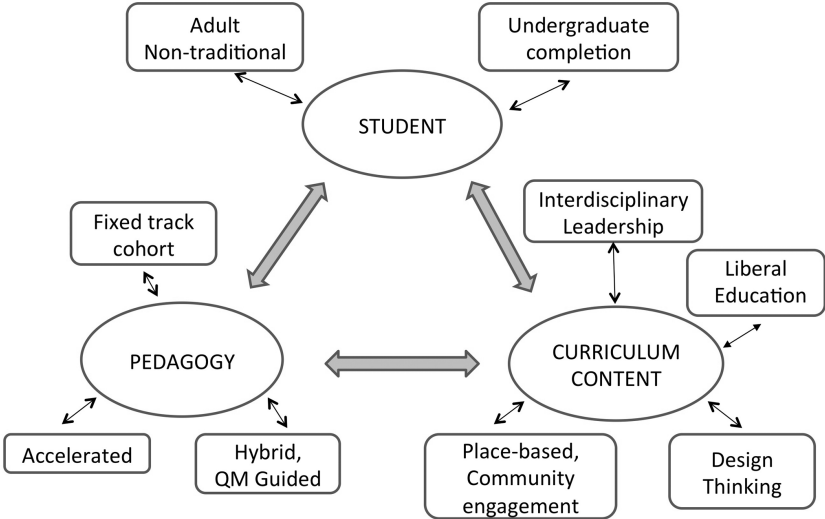 Adult
Non-traditional
Undergraduate
completion
STUDENT
Interdisciplinary
Leadership
Fixed track
cohort
Liberal
Education
PEDAGOGY
CURRICULUM
CONTENT
Accelerated
Hybrid,
QM Guided
Place-based,
Community
engagement
Design
Thinking